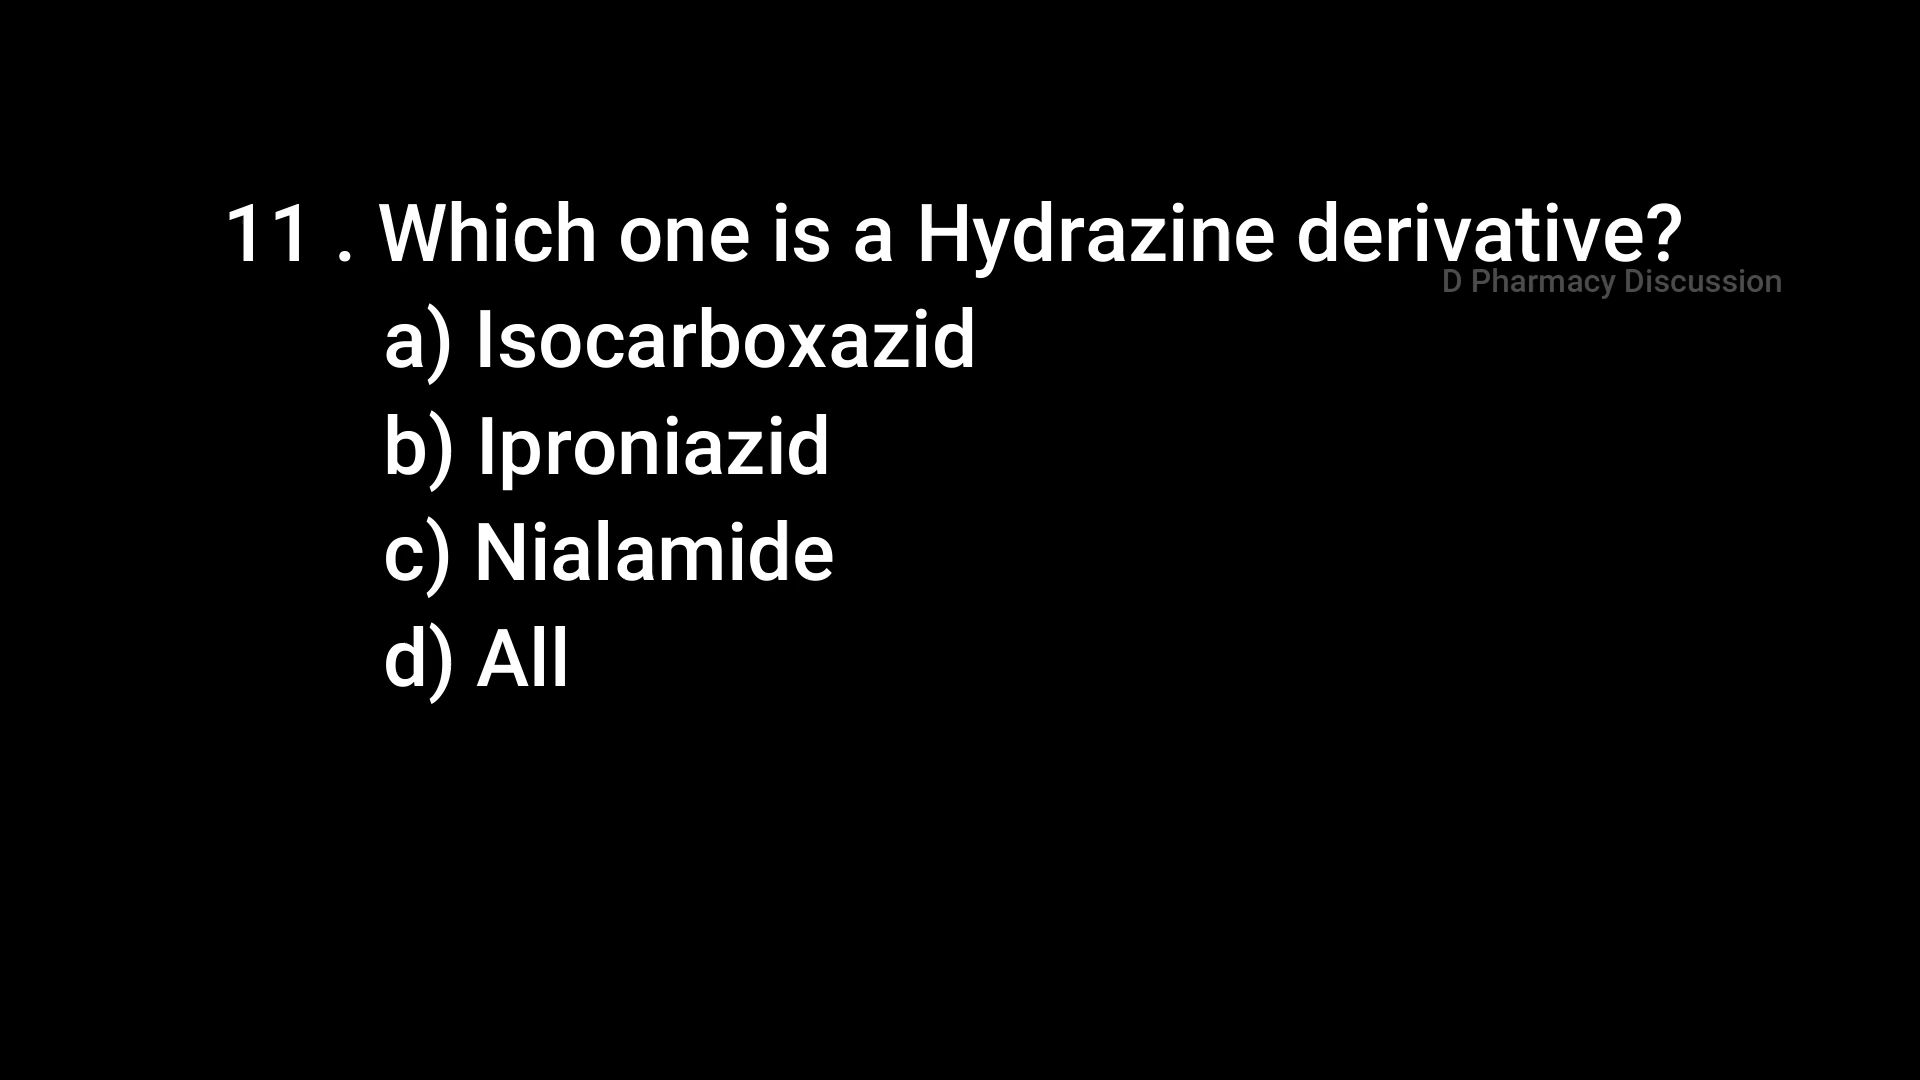 11 . Which one is a Hydrazine derivative?
D Pharmacy Discussion
a) Isocarboxazid
b) Iproniazid
c) Nialamide
d) All